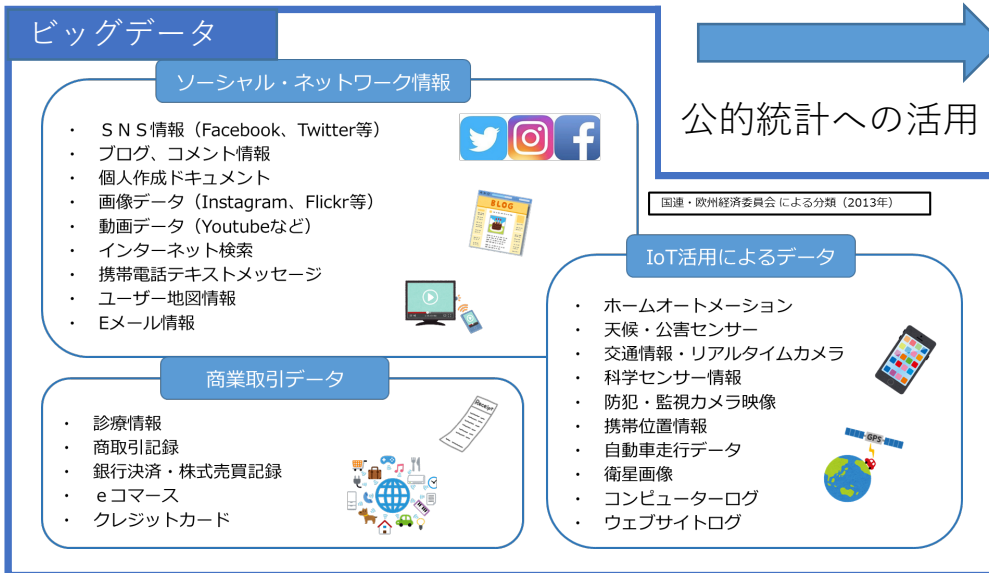 ビッグデータ
公的統計への活用
国連・欧州経済委員会 による分類（2013年）
ソーシャル・ネットワーク情報
・ ＳＮＳ情報（Facebook、Twitter等）
・ ブログ、コメント情報
・ 個人作成ドキュメント
・ 画像データ（Instagram、Flickr等）
・ 動画データ（Youtubeなど）
・ インターネット検索
・ 携帯電話テキストメッセージ
・ ユーザー地図情報
・ Eメール情報
BLOG
商業取引データ
・ 診療情報
・ 商取引記録
・ 銀行決済・株式売買記録
・ ｅコマース
・ クレジットカード
Receipt
IoT活用によるデータ
・ ホームオートメーション
・ 天候・公害センサー
・ 交通情報・リアルタイムカメラ
・ 科学センサー情報
・ 防犯・監視カメラ映像
・ 携帯位置情報
・ 自動車走行データ
・ 衛星画像
・ コンピューターログ
・ ウェブサイトログ
GPS